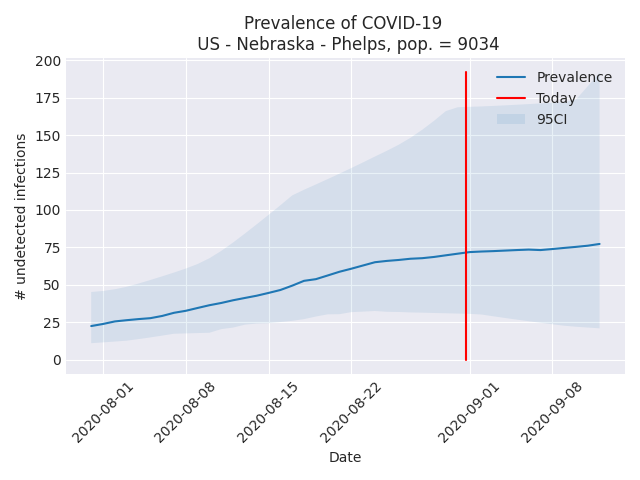 Prevalence of COVID-19
US - Nebraska - Phelps, pop. = 9034
# undetected infections
200
175
150
125
100
75
50
25
0
Prevalence
Today
95CI
2020-08-01
2020-08-08
2020-08-15
2020-08-22
2020-09-01
2020-09-08
Date